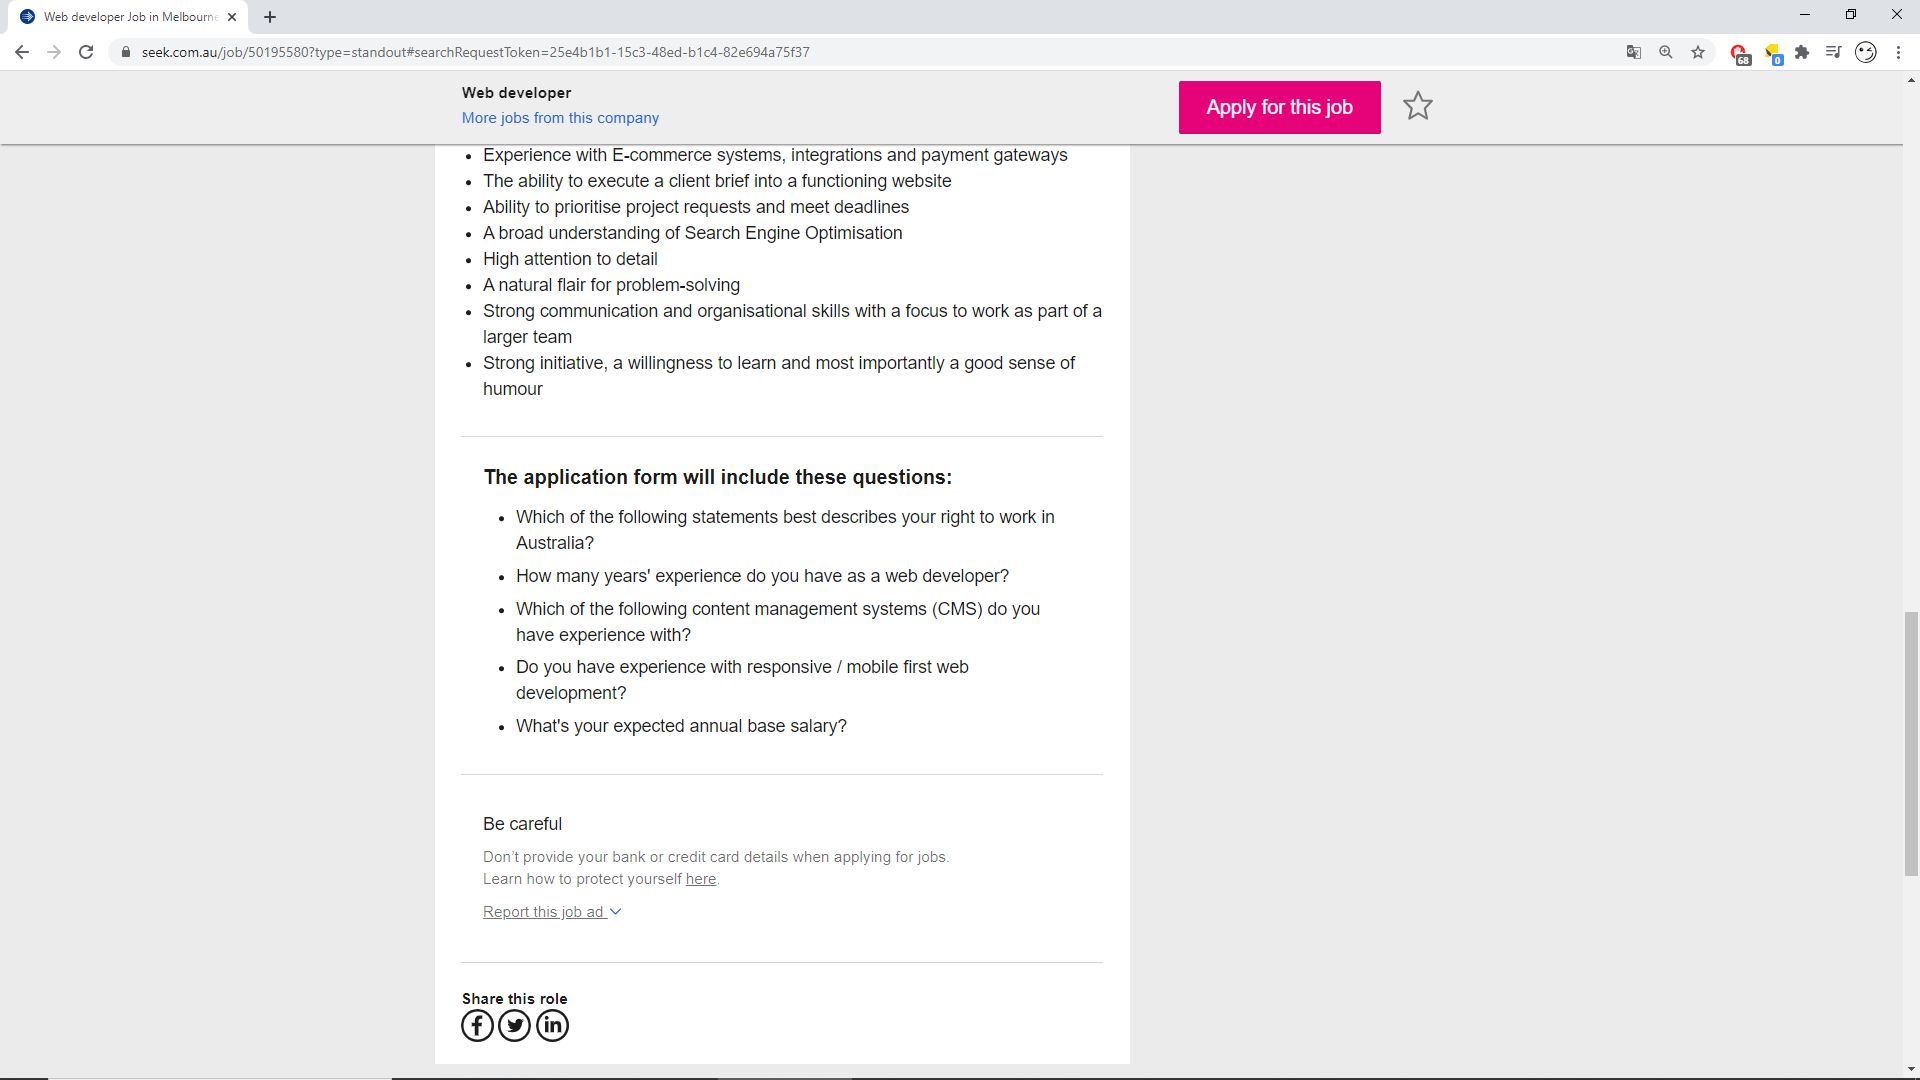 Web developer Job in Melbourne
seek.com.au/job/50195580?type=standout#searchRequestToken=25e4b1b1-15c3-48ed-b1c4-82e694a75f37
68
0
Web developer
More jobs from this company
Apply for this job
Experience with E-commerce systems, integrations and payment gateways
The ability to execute a client brief into a functioning website
Ability to prioritise project requests and meet deadlines
A broad understanding of Search Engine Optimisation
High attention to detail
A natural flair for problem-solving
Strong communication and organisational skills with a focus to work as part of a
larger team
Strong initiative, a willingness to learn and most importantly a good sense of
humour
The application form will include these questions:
Which of the following statements best describes your right to work in
Australia?
How many years' experience do you have as a web developer?
Which of the following content management systems (CMS) do you
have experience with?
Do you have experience with responsive / mobile first web
development?
What's your expected annual base salary?
Be careful
Don’t provide your bank or credit card details when applying for jobs.
Learn how to protect yourself here.
Report this job ad
Share this role